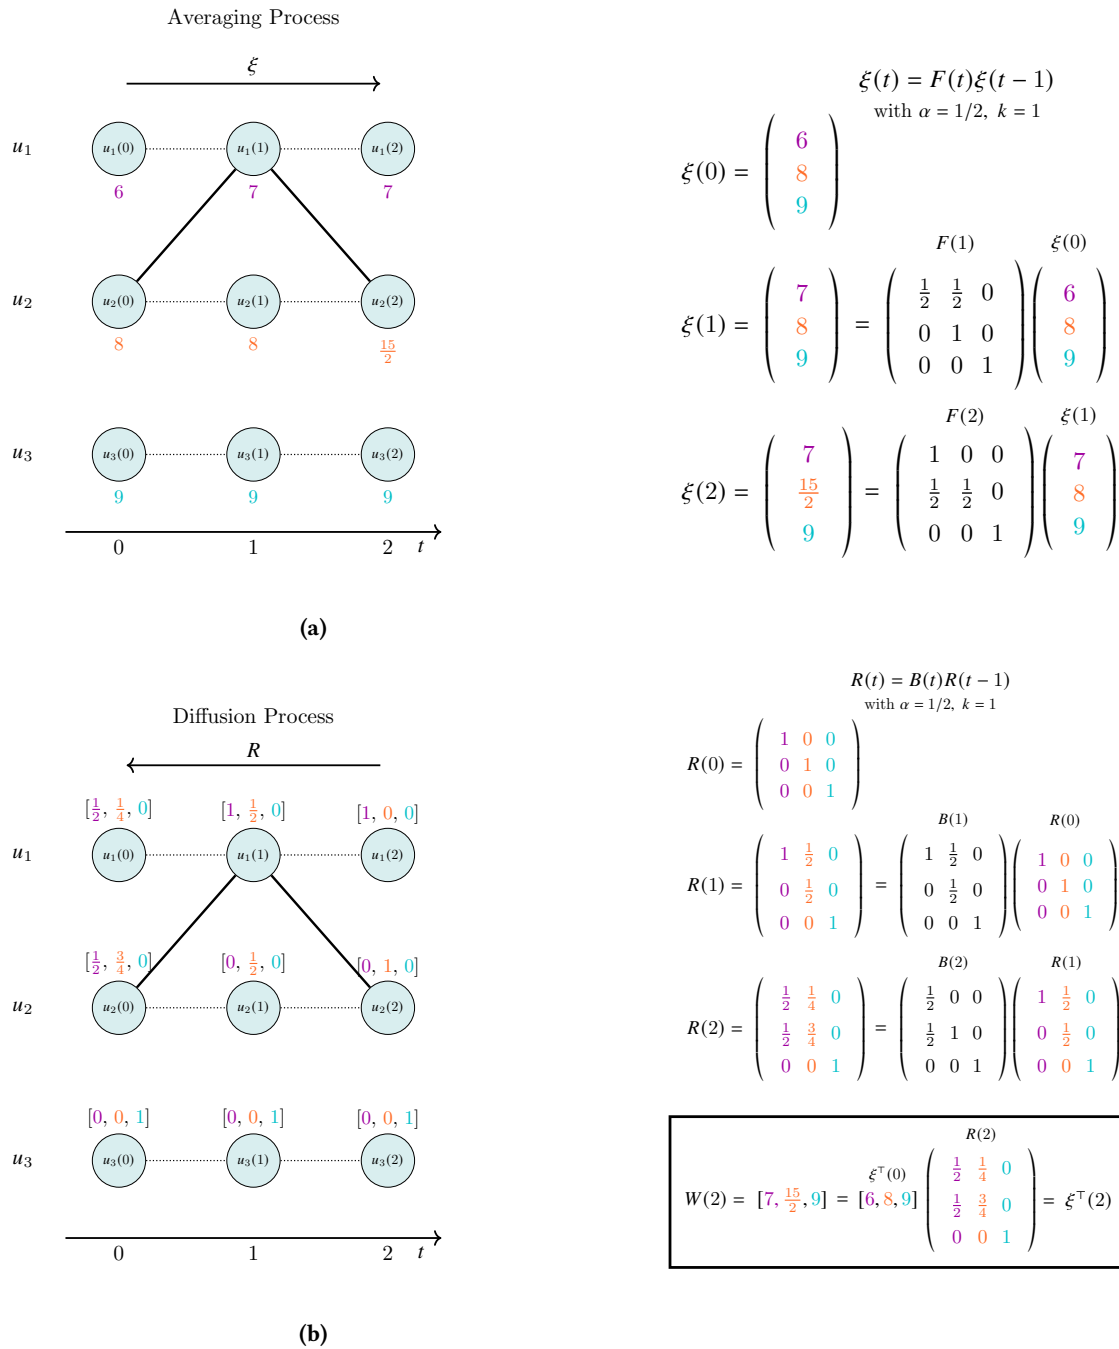 Averaging Process
ξ
u₁ u₁(0) u₁(1) u₁(2)
6 7 7
u₂ u₂(0) u₂(1) u₂(2)
8 8 15/2
u₃ u₃(0) u₃(1) u₃(2)
9 9 9
0 1 2 t
ξ(t) = F(t)ξ(t − 1)
with α = 1/2, k = 1
ξ(0) = ( 6
8
9 )
F(1) ξ(0)
ξ(1) = ( 7 ) = ( 1/2 1/2 0 ) ( 6 )
( 8 ) ( 0 1 0 ) ( 8 )
( 9 ) ( 0 0 1 ) ( 9 )
F(2) ξ(1)
ξ(2) = ( 7 ) = ( 1 0 0 ) ( 7 )
( 15/2 ) ( 1/2 1/2 0 ) ( 8 )
( 9 ) ( 0 0 1 ) ( 9 )
(a)
Diffusion Process
R
[1/2, 1/4, 0] [1, 1/2, 0] [1, 0, 0]
u₁ u₁(0) u₁(1) u₁(2)
[1/2, 3/4, 0] [0, 1/2, 0] [0, 1, 0]
u₂ u₂(0) u₂(1) u₂(2)
[0, 0, 1] [0, 0, 1] [0, 0, 1]
u₃ u₃(0) u₃(1) u₃(2)
0 1 2 t
R(t) = B(t)R(t − 1)
with α = 1/2, k = 1
R(0) = ( 1 0 0 )
( 0 1 0 )
( 0 0 1 )
B(1) R(0)
R(1) = ( 1 1/2 0 ) = ( 1 1/2 0 ) ( 1 0 0 )
( 0 1/2 0 ) ( 0 1/2 0 ) ( 0 1 0 )
( 0 0 1 ) ( 0 0 1 ) ( 0 0 1 )
B(2) R(1)
R(2) = ( 1/2 1/4 0 ) = ( 1/2 0 0 ) ( 1 1/2 0 )
( 1/2 3/4 0 ) ( 1/2 1 0 ) ( 0 1/2 0 )
( 0 0 1 ) ( 0 0 1 ) ( 0 0 1 )
ξ⊤(0) R(2)
W(2) = [7, 15/2, 9] = [6, 8, 9] ( 1/2 1/4 0 ) = ξ⊤(2)
( 1/2 3/4 0 )
( 0 0 1 )
(b)